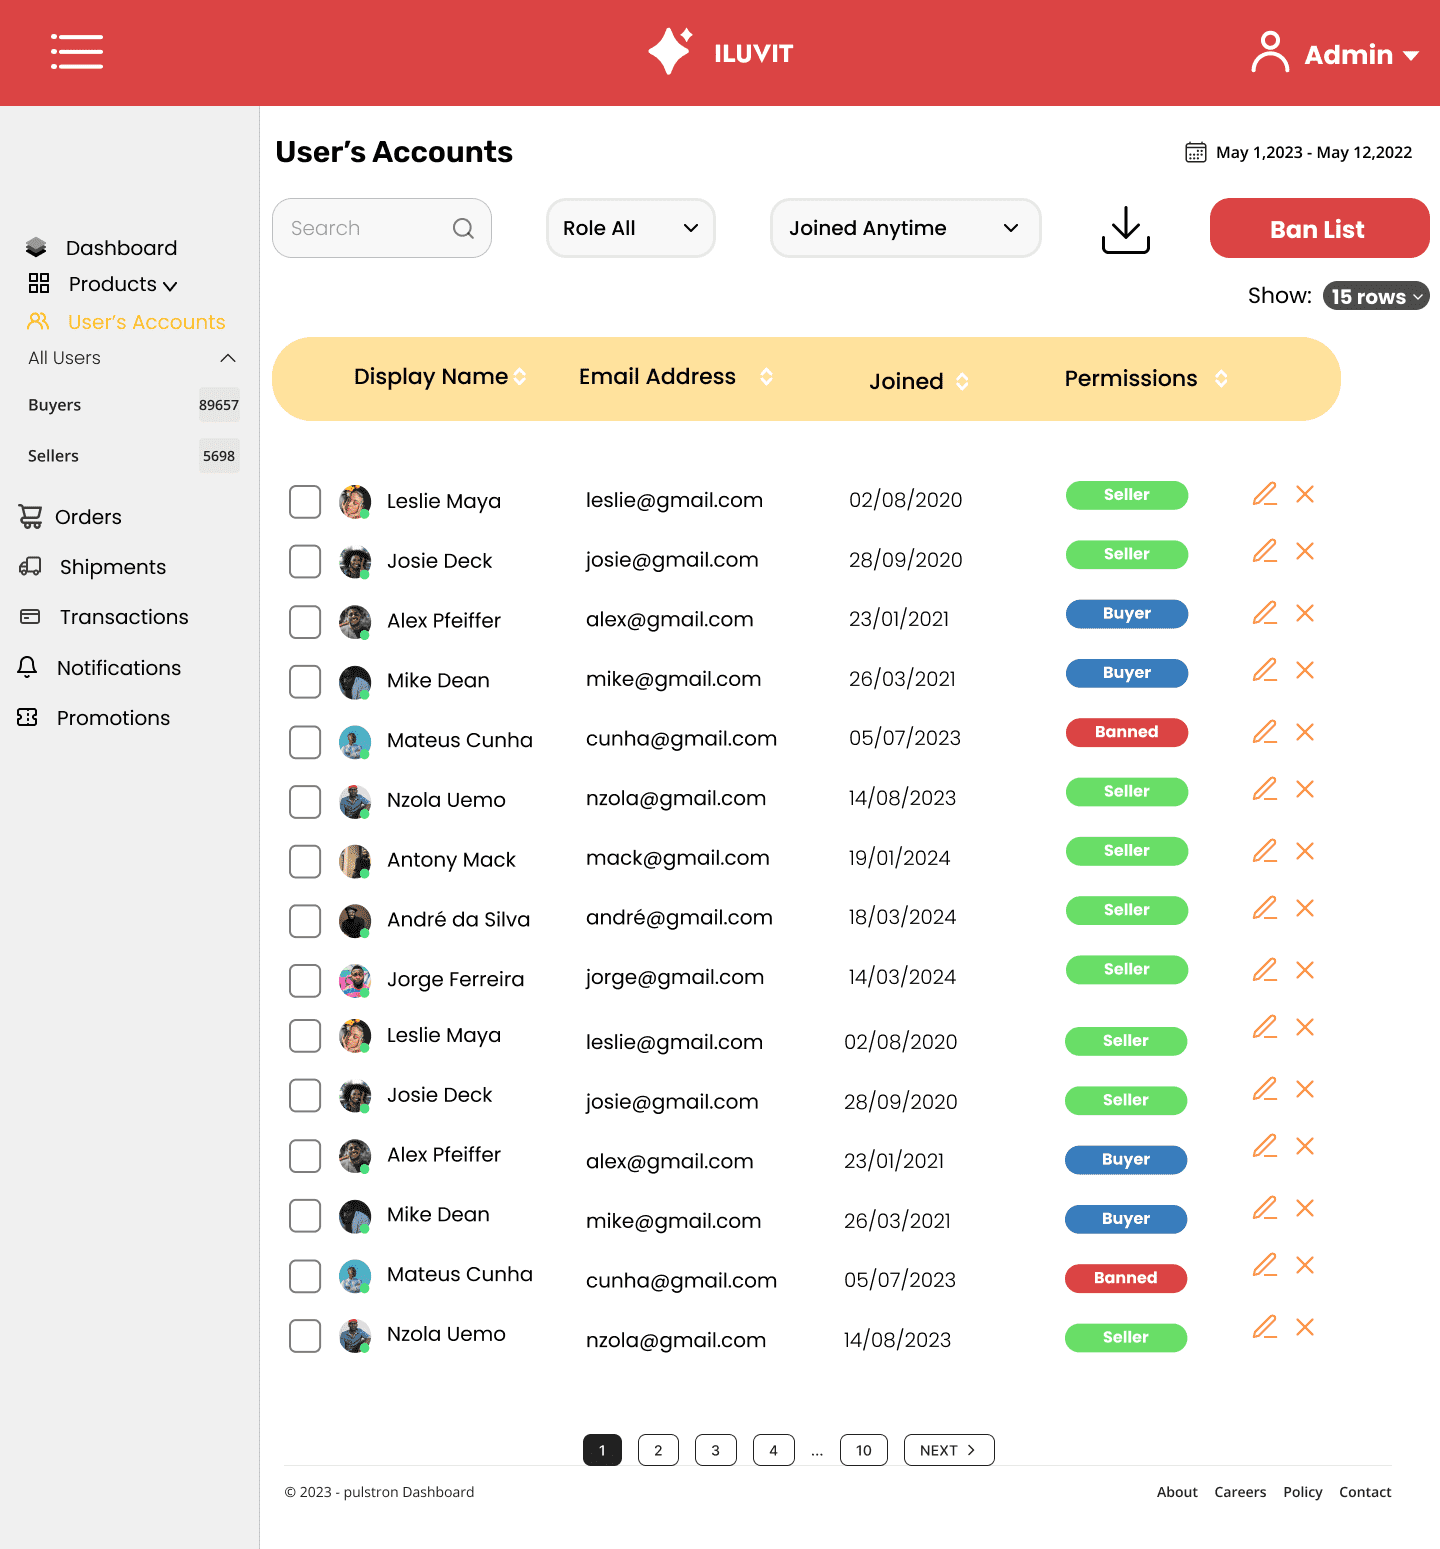 ILUVIT
Admin
User’s Accounts
May 1,2023 - May 12,2022
Search
Role All
Joined Anytime
Ban List
Show: 15 rows
Dashboard
Products
User’s Accounts
All Users
Buyers 89657
Sellers 5698
Orders
Shipments
Transactions
Notifications
Promotions
Display Name Email Address Joined Permissions
Leslie Maya leslie@gmail.com 02/08/2020 Seller
Josie Deck josie@gmail.com 28/09/2020 Seller
Alex Pfeiffer alex@gmail.com 23/01/2021 Buyer
Mike Dean mike@gmail.com 26/03/2021 Buyer
Mateus Cunha cunha@gmail.com 05/07/2023 Banned
Nzola Uemo nzola@gmail.com 14/08/2023 Seller
Antony Mack mack@gmail.com 19/01/2024 Seller
André da Silva andré@gmail.com 18/03/2024 Seller
Jorge Ferreira jorge@gmail.com 14/03/2024 Seller
Leslie Maya leslie@gmail.com 02/08/2020 Seller
Josie Deck josie@gmail.com 28/09/2020 Seller
Alex Pfeiffer alex@gmail.com 23/01/2021 Buyer
Mike Dean mike@gmail.com 26/03/2021 Buyer
Mateus Cunha cunha@gmail.com 05/07/2023 Banned
Nzola Uemo nzola@gmail.com 14/08/2023 Seller
1 2 3 4 ... 10 NEXT
© 2023 - pulstron Dashboard
About Careers Policy Contact